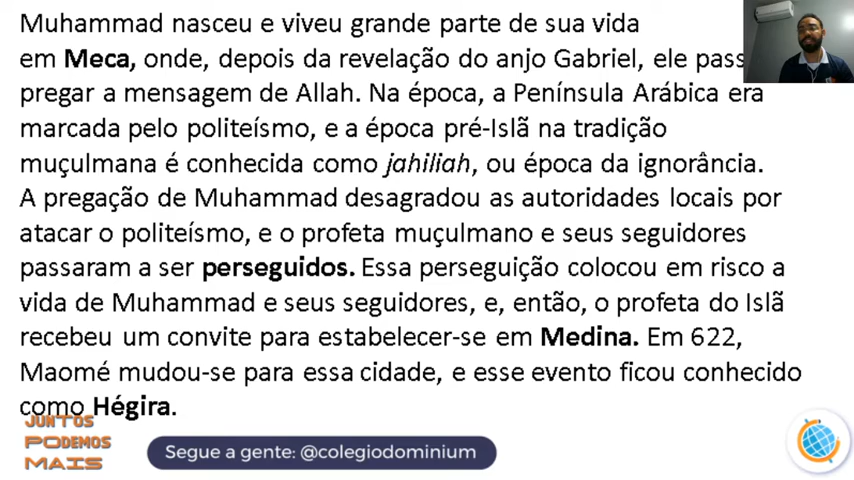 Muhammad nasceu e viveu grande parte de sua vida
em Meca, onde, depois da revelação do anjo Gabriel, ele pass
pregar a mensagem de Allah. Na época, a Península Arábica era
marcada pelo politeísmo, e a época pré-Islã na tradição
muçulmana é conhecida como jahiliah, ou época da ignorância.
A pregação de Muhammad desagradou as autoridades locais por
atacar o politeísmo, e o profeta muçulmano e seus seguidores
passaram a ser perseguidos. Essa perseguição colocou em risco a
vida de Muhammad e seus seguidores, e, então, o profeta do Islã
recebeu um convite para estabelecer-se em Medina. Em 622,
Maomé mudou-se para essa cidade, e esse evento ficou conhecido
como Hégira.
JUNTOS
PODEMOS
MAIS
Segue a gente: @colegiodominium